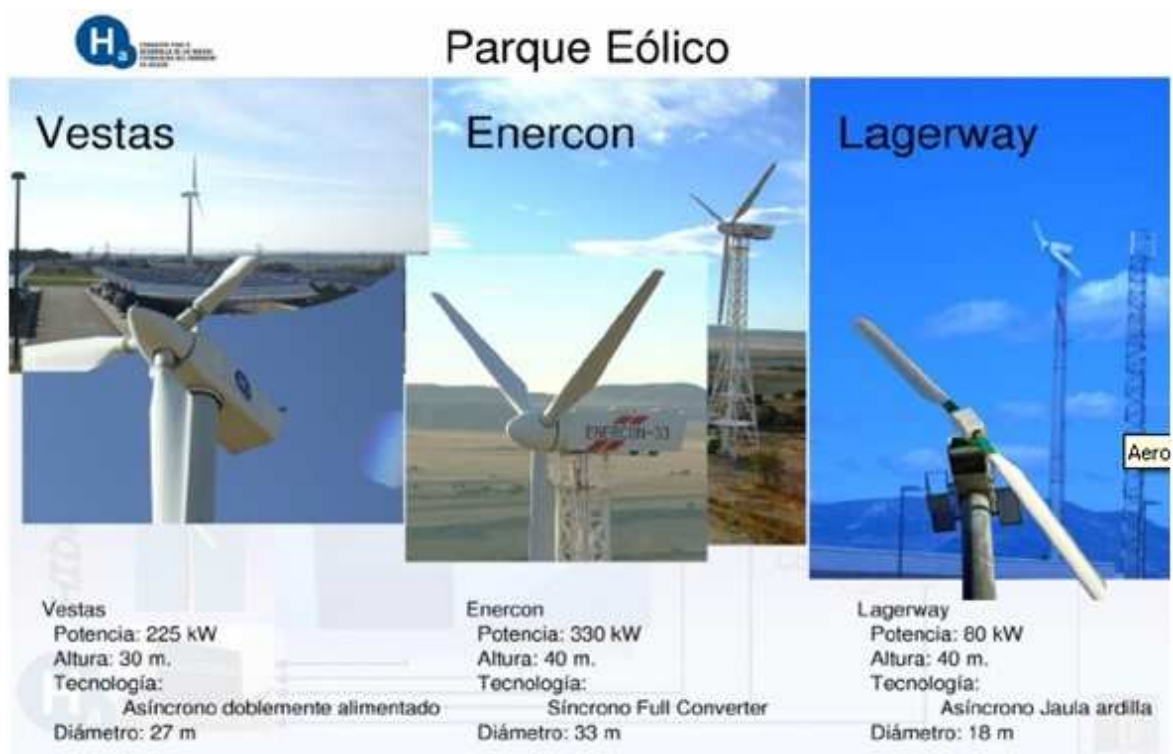 Parque Eólico
Ha
Vestas
Enercon
Lagerway
ENERCON-33
Aero
Vestas
Potencia: 225 kW
Altura: 30 m.
Tecnología:
Asíncrono doblemente alimentado
Diámetro: 27 m
Enercon
Potencia: 330 kW
Altura: 40 m.
Tecnología:
Síncrono Full Converter
Diámetro: 33 m
Lagerway
Potencia: 80 kW
Altura: 40 m.
Tecnología:
Asíncrono Jaula ardilla
Diámetro: 18 m